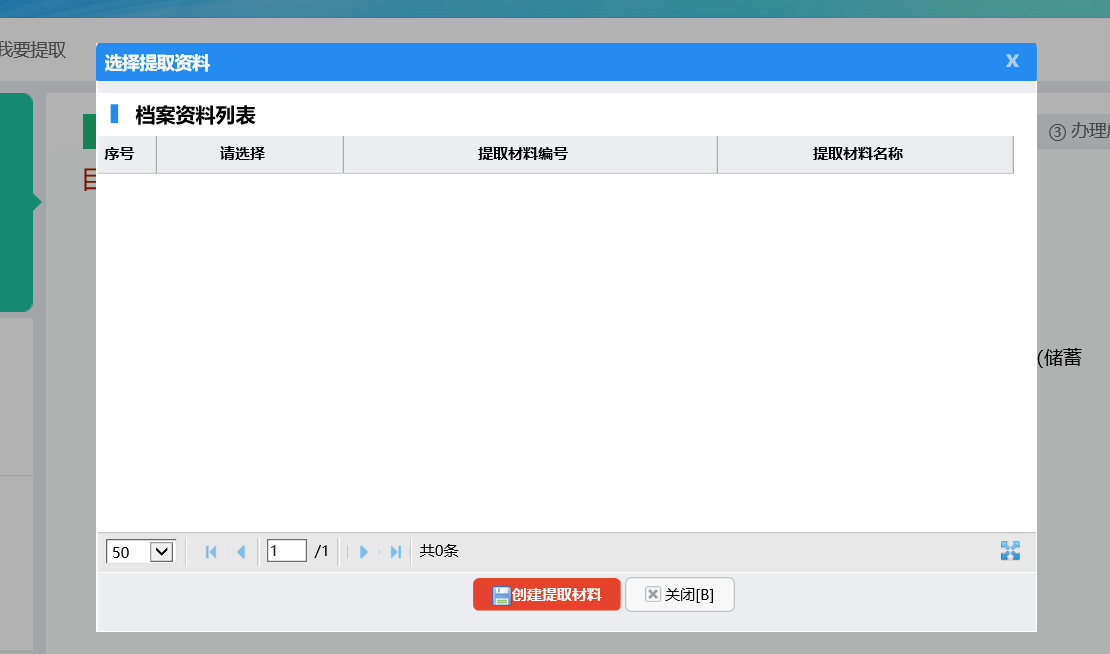 我要提取
选择提取资料 X
档案资料列表
③ 办理
序号 请选择 提取材料编号 提取材料名称
(储蓄
50 1 /1 共0条
创建提取材料 关闭[B]